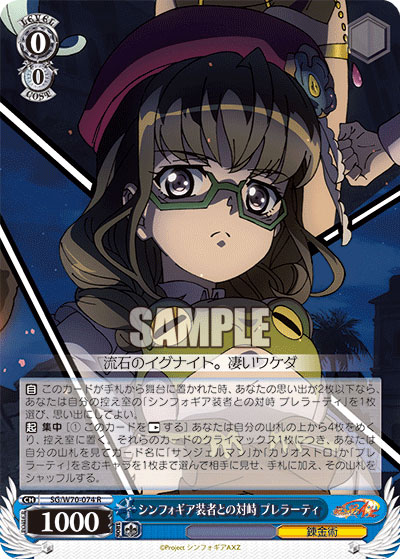 LEVEL
0
0
COST
SAMPLE
流石のイグナイト。凄いワケダ
自 このカードが手札から舞台に置かれた時、あなたの思い出が2枚以下なら、
あなたは自分の控え室の「シンフォギア装者との対峙 プレラーティ」を1枚
選び、思い出にしてよい。
起 集中 [① このカードを する] あなたは自分の山札の上から4枚をめく
り、控え室に置く。それらのカードのクライマックス1枚につき、あなたは自
分の山札を見てカード名に「サンジェルマン」か「カリオストロ」か「プレ
ラーティ」を含むキャラを1枚まで選んで相手に見せ、手札に加え、その山札を
シャッフルする。
CH SG/W70-074 R
1000
シンフォギア装者との対峙 プレラーティ
錬金術
©Project シンフォギアAXZ